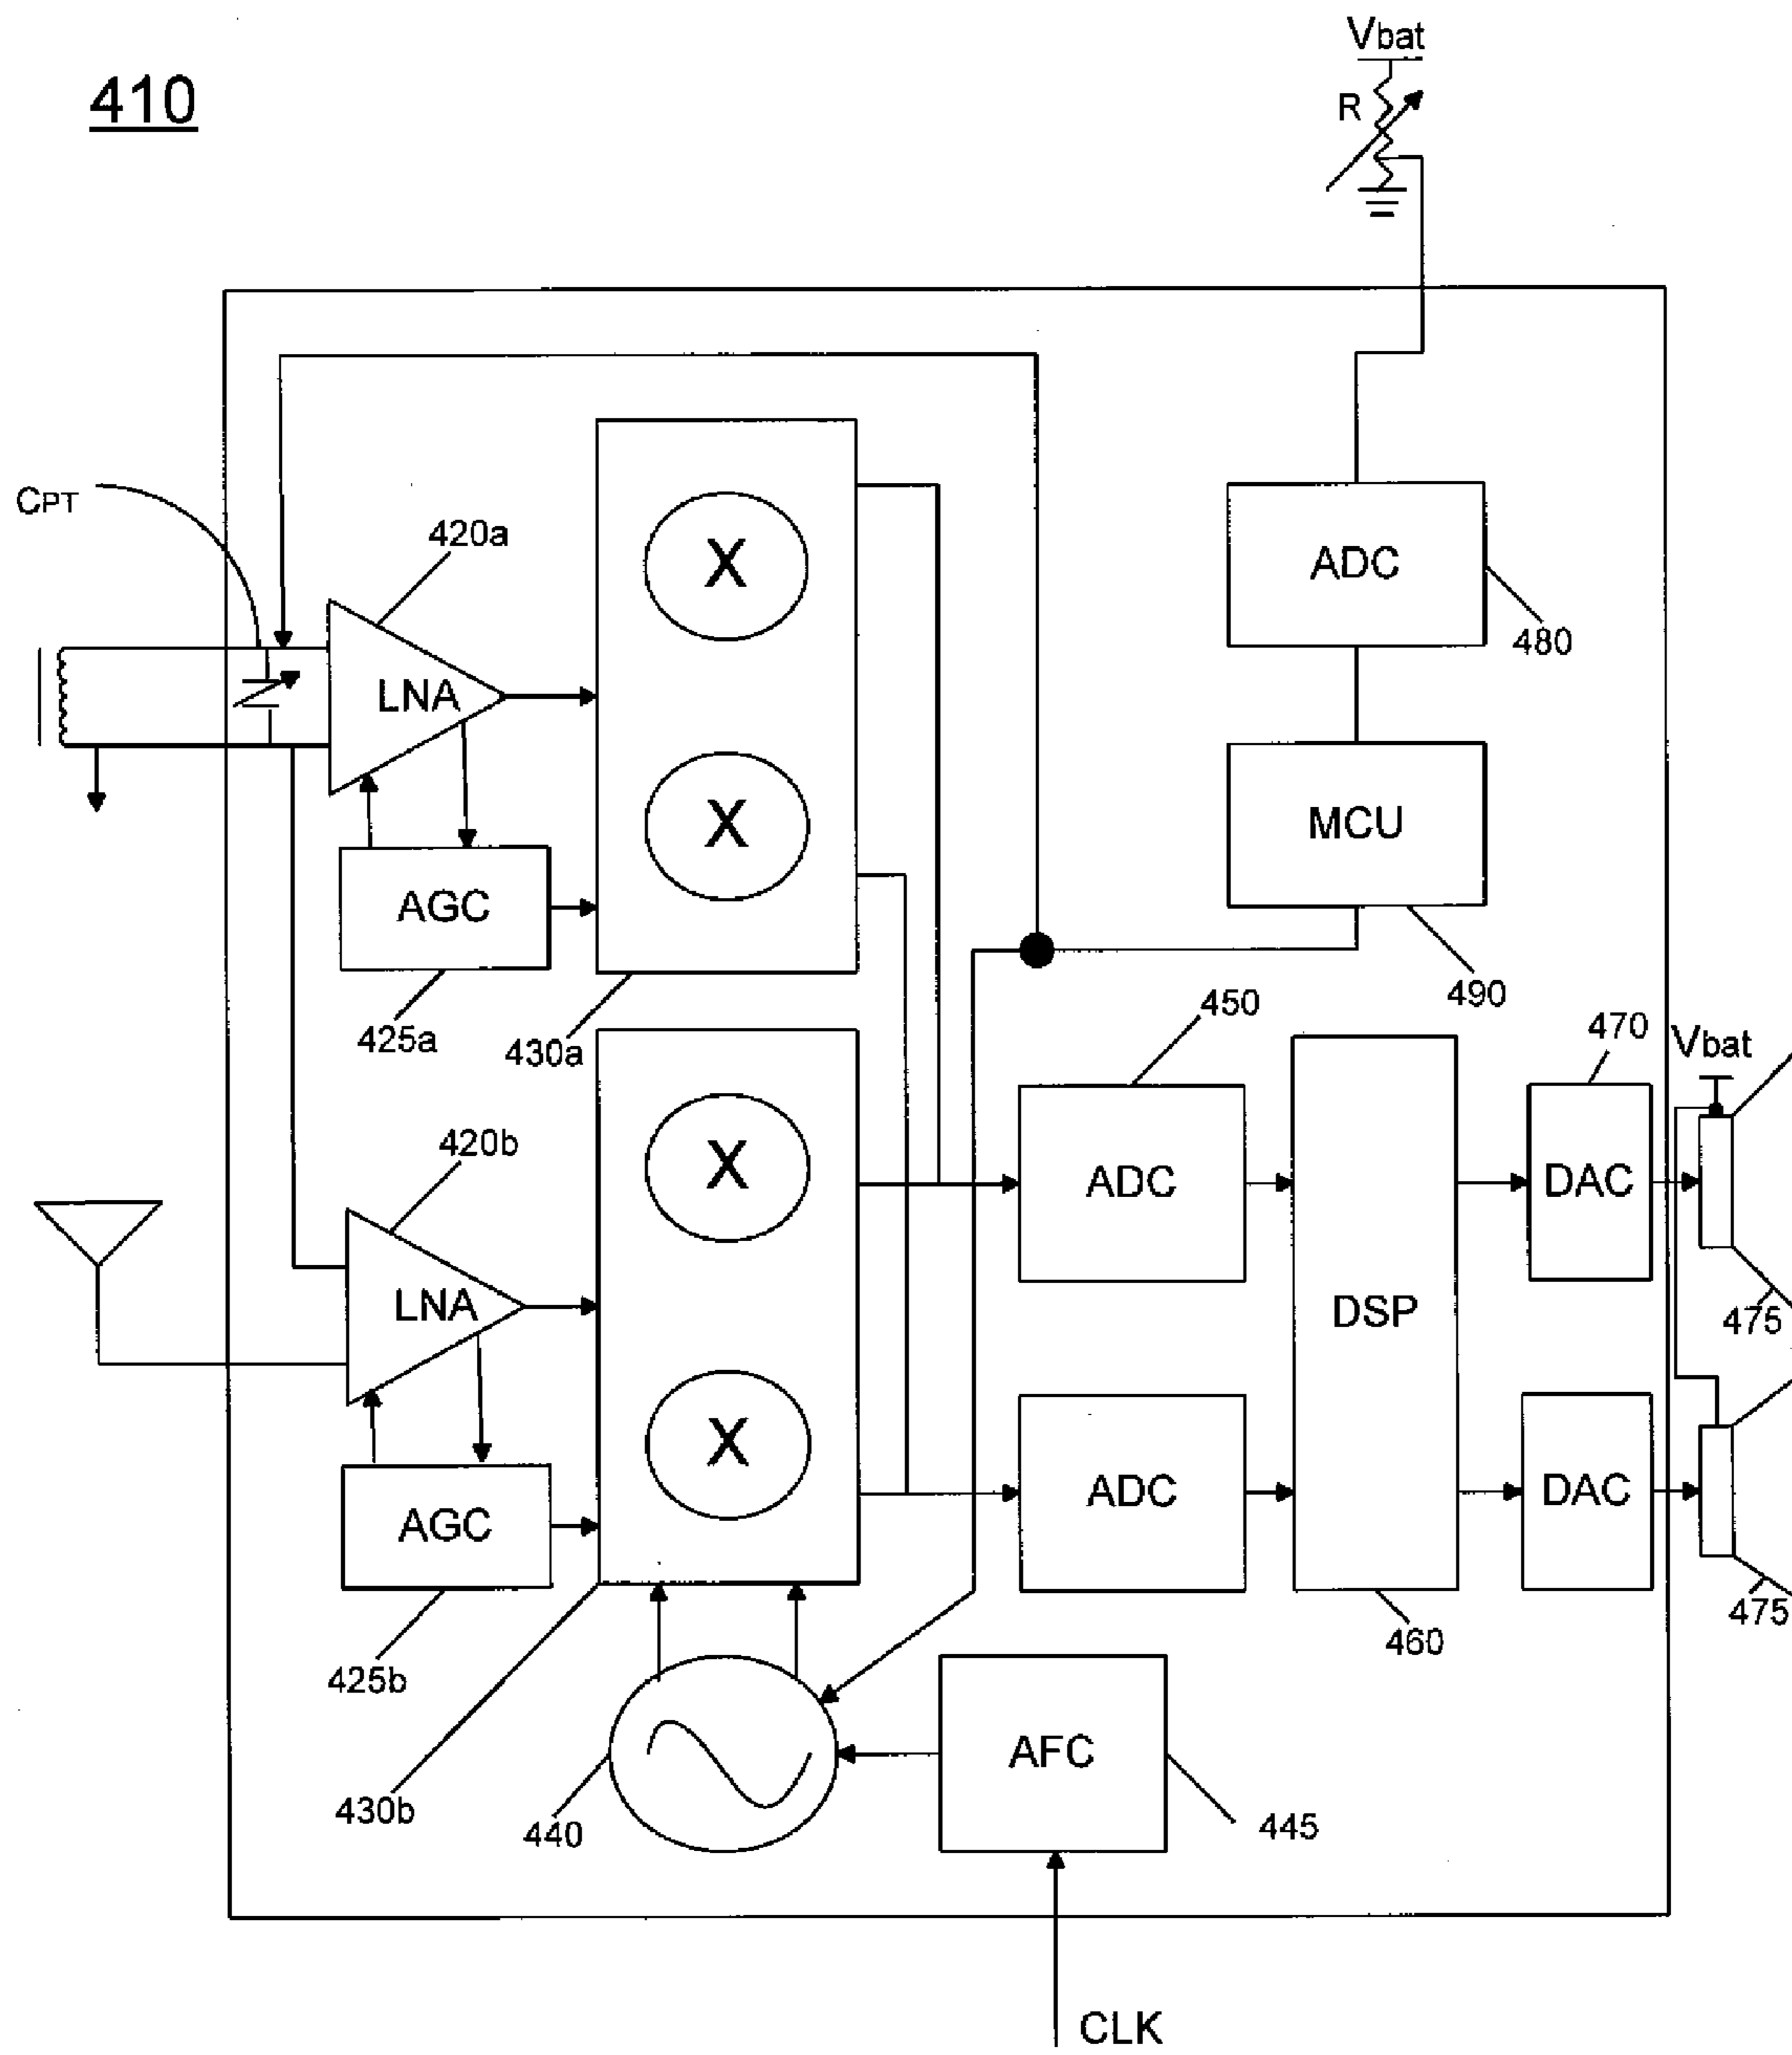 Vbat
410
R
CPT
420a
LNA
X
ADC
480
X
MCU
AGC
425a
430a
490
450
470
Vbat
X
420b
ADC
DSP
DAC
LNA
475
X
ADC
DAC
AGC
475
425b
460
AFC
430b
440
445
CLK